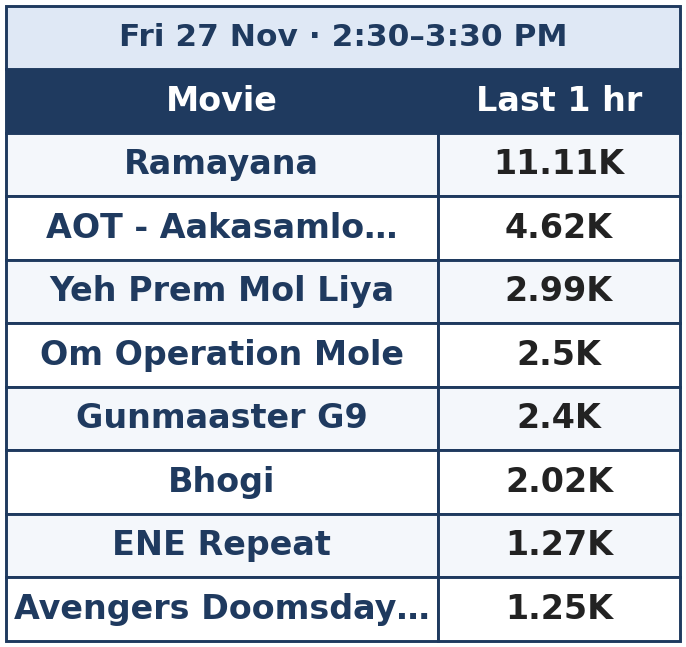 Fri 27 Nov · 2:30–3:30 PM
Movie Last 1 hr
Ramayana 11.11K
AOT - Aakasamlo... 4.62K
Yeh Prem Mol Liya 2.99K
Om Operation Mole 2.5K
Gunmaaster G9 2.4K
Bhogi 2.02K
ENE Repeat 1.27K
Avengers Doomsday... 1.25K